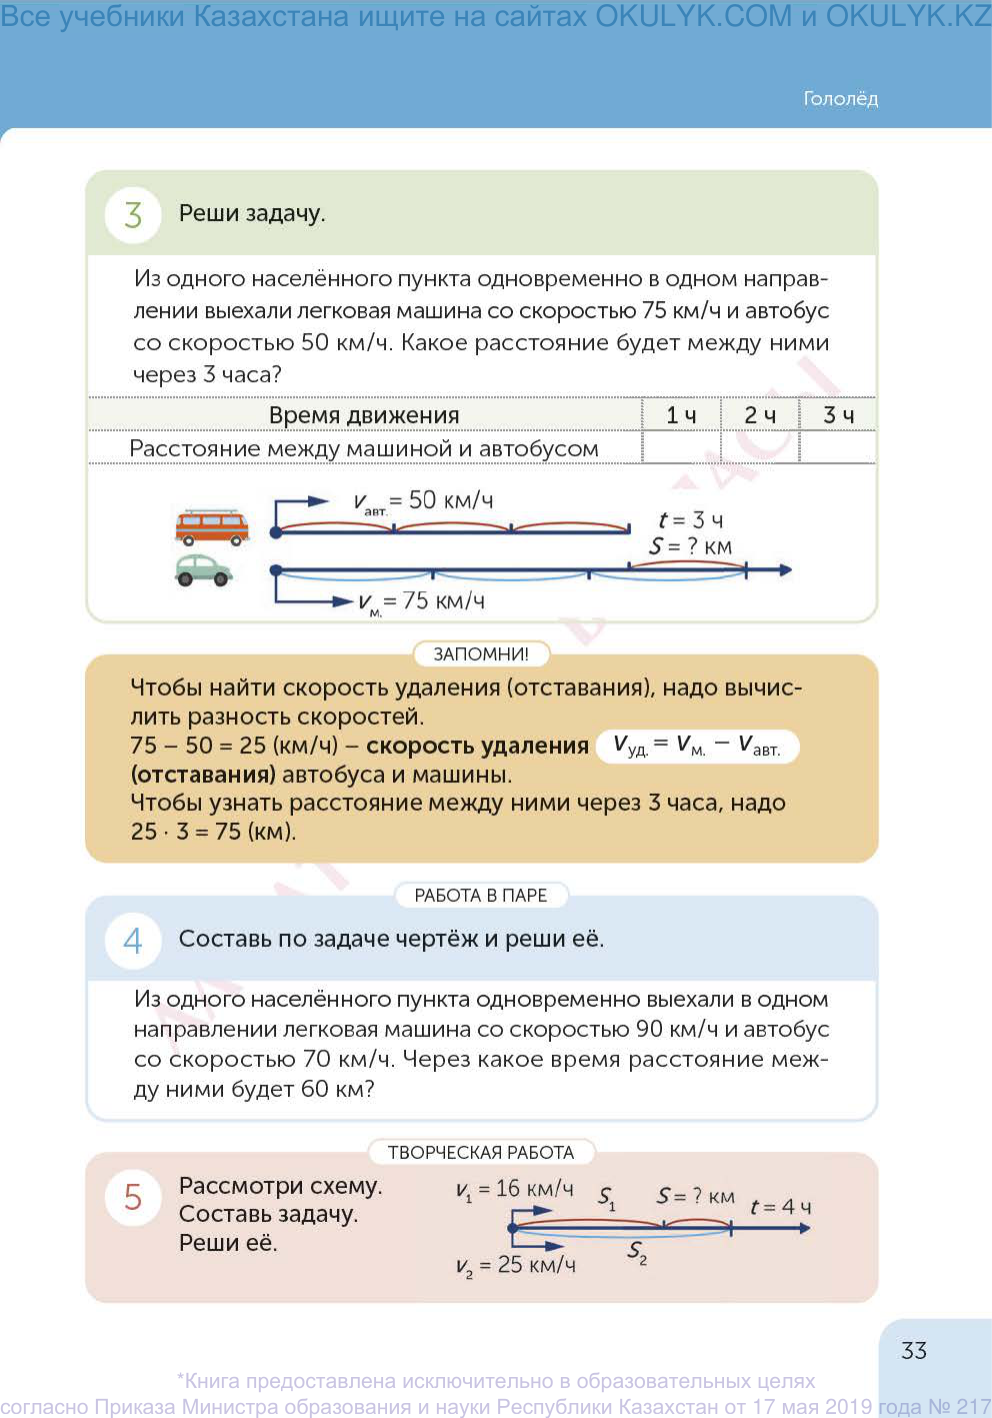 Все учебники Казахстана ищите на сайтах OKULYK.COM и OKULYK.KZ
Гололёд
3 Реши задачу.
Из одного населённого пункта одновременно в одном направ-
лении выехали легковая машина со скоростью 75 км/ч и автобус
со скоростью 50 км/ч. Какое расстояние будет между ними
через 3 часа?
Время движения 1 ч 2 ч 3 ч
Расстояние между машиной и автобусом
vавт. = 50 км/ч
t = 3 ч
S = ? км
vм. = 75 км/ч
ЗАПОМНИ!
Чтобы найти скорость удаления (отставания), надо вычис-
лить разность скоростей.
75 – 50 = 25 (км/ч) – скорость удаления vуд. = vм. − vавт.
(отставания) автобуса и машины.
Чтобы узнать расстояние между ними через 3 часа, надо
25 · 3 = 75 (км).
РАБОТА В ПАРЕ
4 Составь по задаче чертёж и реши её.
Из одного населённого пункта одновременно выехали в одном
направлении легковая машина со скоростью 90 км/ч и автобус
со скоростью 70 км/ч. Через какое время расстояние меж-
ду ними будет 60 км?
ТВОРЧЕСКАЯ РАБОТА
5 Рассмотри схему.
Составь задачу.
Реши её.
v1 = 16 км/ч S1 S = ? км t = 4 ч
S2
v2 = 25 км/ч
33
*Книга предоставлена исключительно в образовательных целях
согласно Приказа Министра образования и науки Республики Казахстан от 17 мая 2019 года № 217